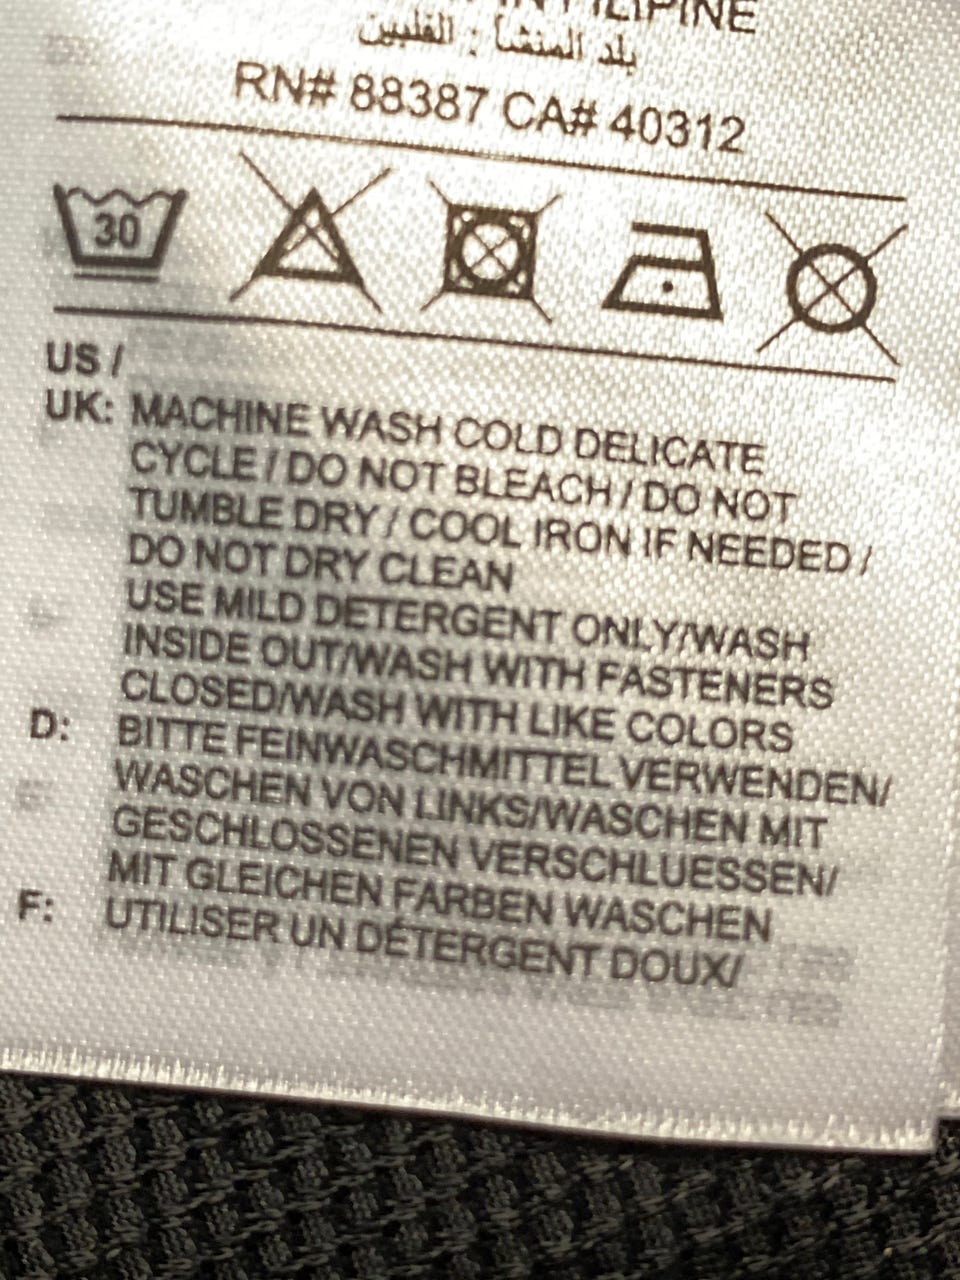 بلد المنشأ : الفلبين
RN# 88387 CA# 40312
30
US /
UK: MACHINE WASH COLD DELICATE
CYCLE / DO NOT BLEACH / DO NOT
TUMBLE DRY / COOL IRON IF NEEDED /
DO NOT DRY CLEAN
USE MILD DETERGENT ONLY/WASH
INSIDE OUT/WASH WITH FASTENERS
CLOSED/WASH WITH LIKE COLORS
D: BITTE FEINWASCHMITTEL VERWENDEN/
WASCHEN VON LINKS/WASCHEN MIT
GESCHLOSSENEN VERSCHLUESSEN/
MIT GLEICHEN FARBEN WASCHEN
F: UTILISER UN DÉTERGENT DOUX/